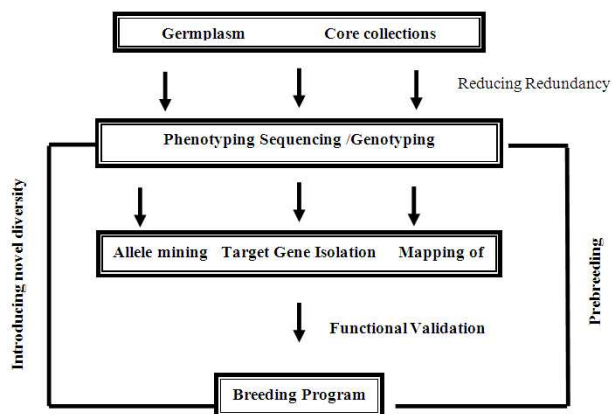 Germplasm Core collections
Reducing Redundancy
Phenotyping Sequencing /Genotyping
Introducing novel diversity
Prebreeding
Allele mining Target Gene Isolation Mapping of
Functional Validation
Breeding Program